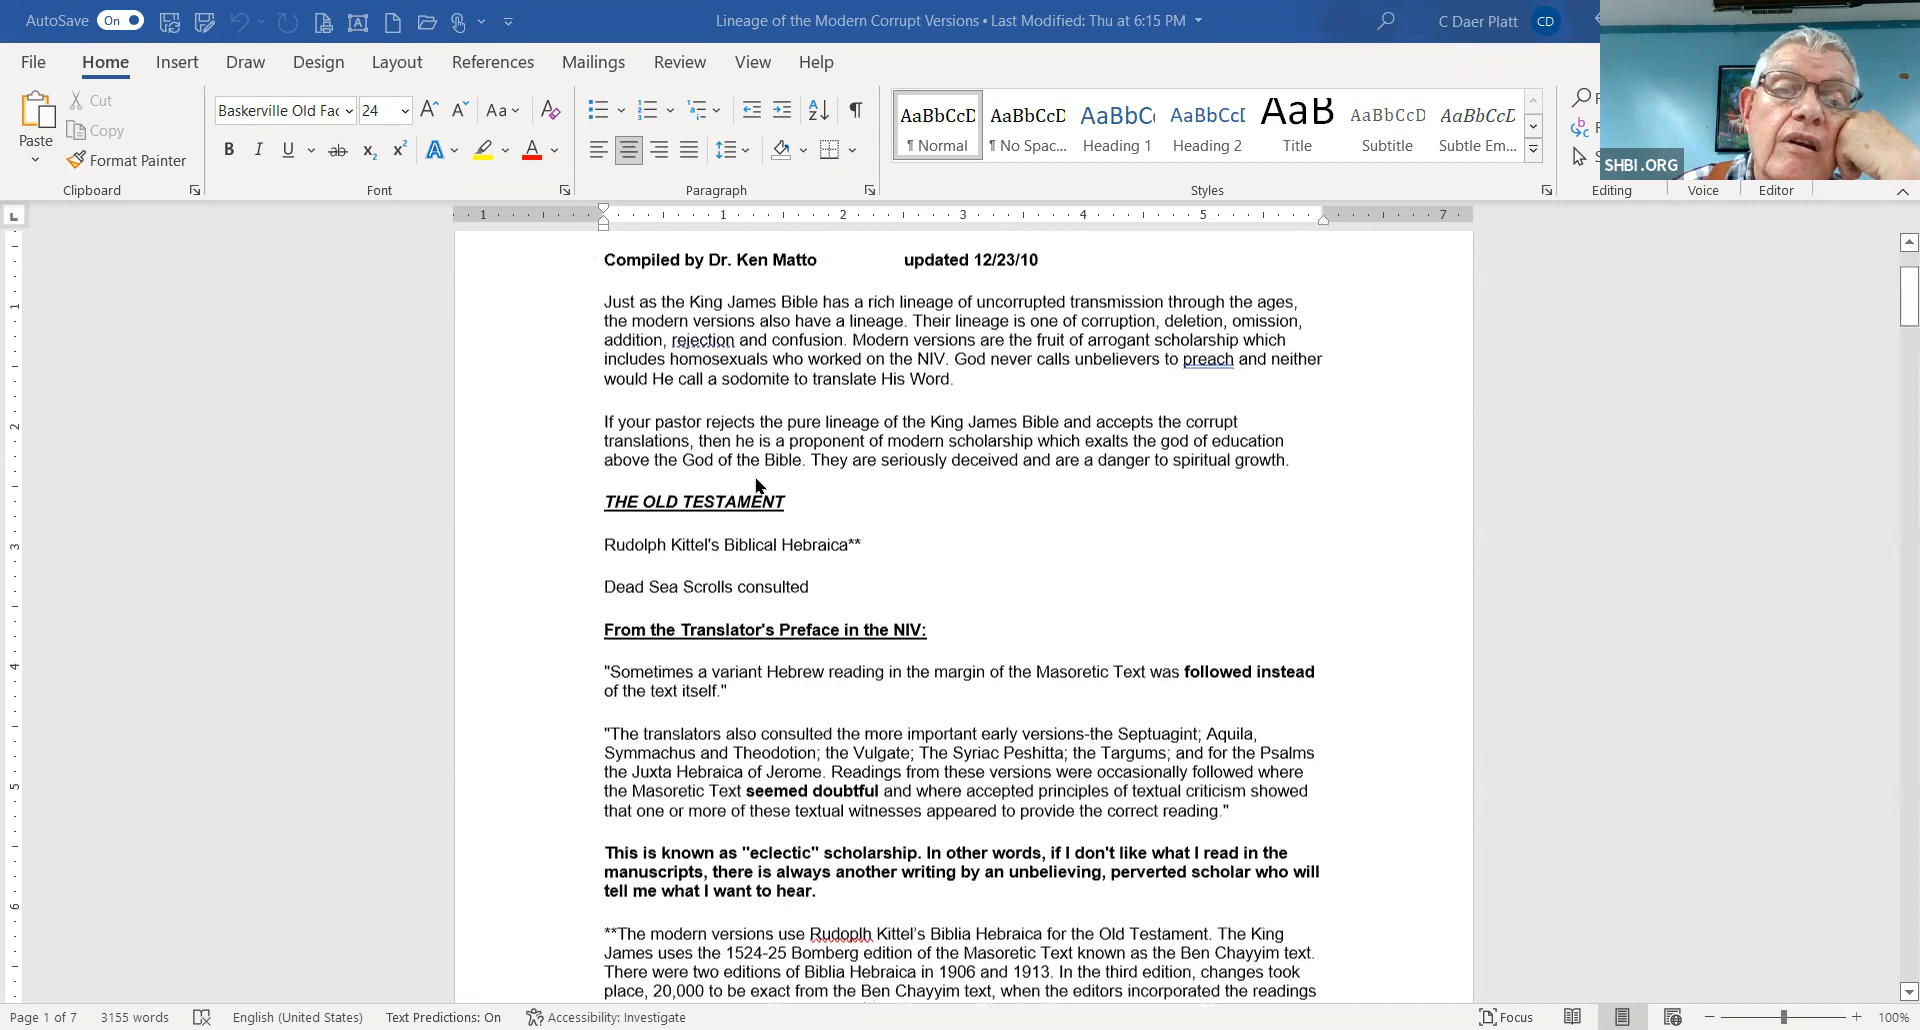 AutoSave On Lineage of the Modern Corrupt Versions • Last Modified: Thu at 6:15 PM C Daer Platt CD
File Home Insert Draw Design Layout References Mailings Review View Help
Paste Cut Copy Format Painter
Baskerville Old Fac 24 Aa
AaBbCcD AaBbCcD AaBbC AaBbCcD AaB AaBbCcD AaBbCcD
¶ Normal ¶ No Spac... Heading 1 Heading 2 Title Subtitle Subtle Em...
SHBI.ORG
Clipboard Font Paragraph Styles Editing Voice Editor
1 1 2 3 4 5 7
Compiled by Dr. Ken Matto updated 12/23/10
Just as the King James Bible has a rich lineage of uncorrupted transmission through the ages,
the modern versions also have a lineage. Their lineage is one of corruption, deletion, omission,
addition, rejection and confusion. Modern versions are the fruit of arrogant scholarship which
includes homosexuals who worked on the NIV. God never calls unbelievers to preach and neither
would He call a sodomite to translate His Word.
If your pastor rejects the pure lineage of the King James Bible and accepts the corrupt
translations, then he is a proponent of modern scholarship which exalts the god of education
above the God of the Bible. They are seriously deceived and are a danger to spiritual growth.
THE OLD TESTAMENT
Rudolph Kittel's Biblical Hebraica**
Dead Sea Scrolls consulted
From the Translator's Preface in the NIV:
"Sometimes a variant Hebrew reading in the margin of the Masoretic Text was followed instead
of the text itself."
"The translators also consulted the more important early versions-the Septuagint; Aquila,
Symmachus and Theodotion; the Vulgate; The Syriac Peshitta; the Targums; and for the Psalms
the Juxta Hebraica of Jerome. Readings from these versions were occasionally followed where
the Masoretic Text seemed doubtful and where accepted principles of textual criticism showed
that one or more of these textual witnesses appeared to provide the correct reading."
This is known as "eclectic" scholarship. In other words, if I don't like what I read in the
manuscripts, there is always another writing by an unbelieving, perverted scholar who will
tell me what I want to hear.
**The modern versions use Rudoplh Kittel's Biblia Hebraica for the Old Testament. The King
James uses the 1524-25 Bomberg edition of the Masoretic Text known as the Ben Chayyim text.
There were two editions of Biblia Hebraica in 1906 and 1913. In the third edition, changes took
place, 20,000 to be exact from the Ben Chayyim text, when the editors incorporated the readings
Page 1 of 7 3155 words English (United States) Text Predictions: On Accessibility: Investigate Focus 100%